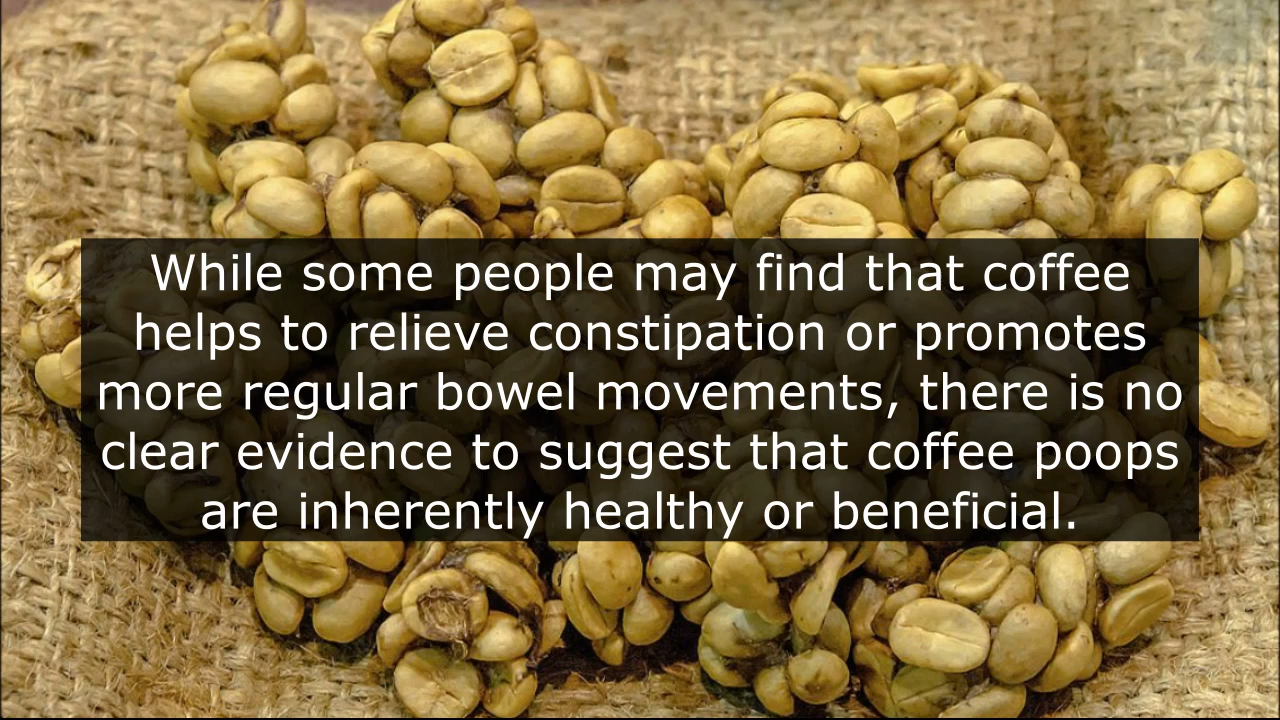 While some people may find that coffee
helps to relieve constipation or promotes
more regular bowel movements, there is no
clear evidence to suggest that coffee poops
are inherently healthy or beneficial.